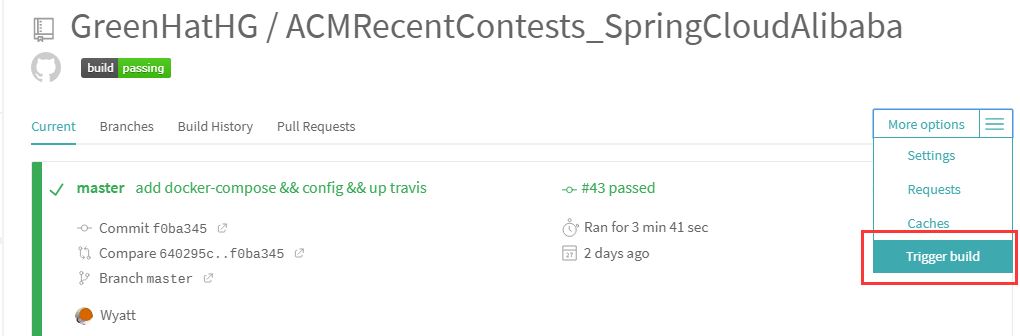 GreenHatHG / ACMRecentContests_SpringCloudAlibaba
build passing
Current Branches Build History Pull Requests More options
Settings
Requests
Caches
Trigger build
master add docker-compose && config && up travis
Commit f0ba345
Compare 640295c..f0ba345
Branch master
Wyatt
#43 passed
Ran for 3 min 41 sec
27 2 days ago